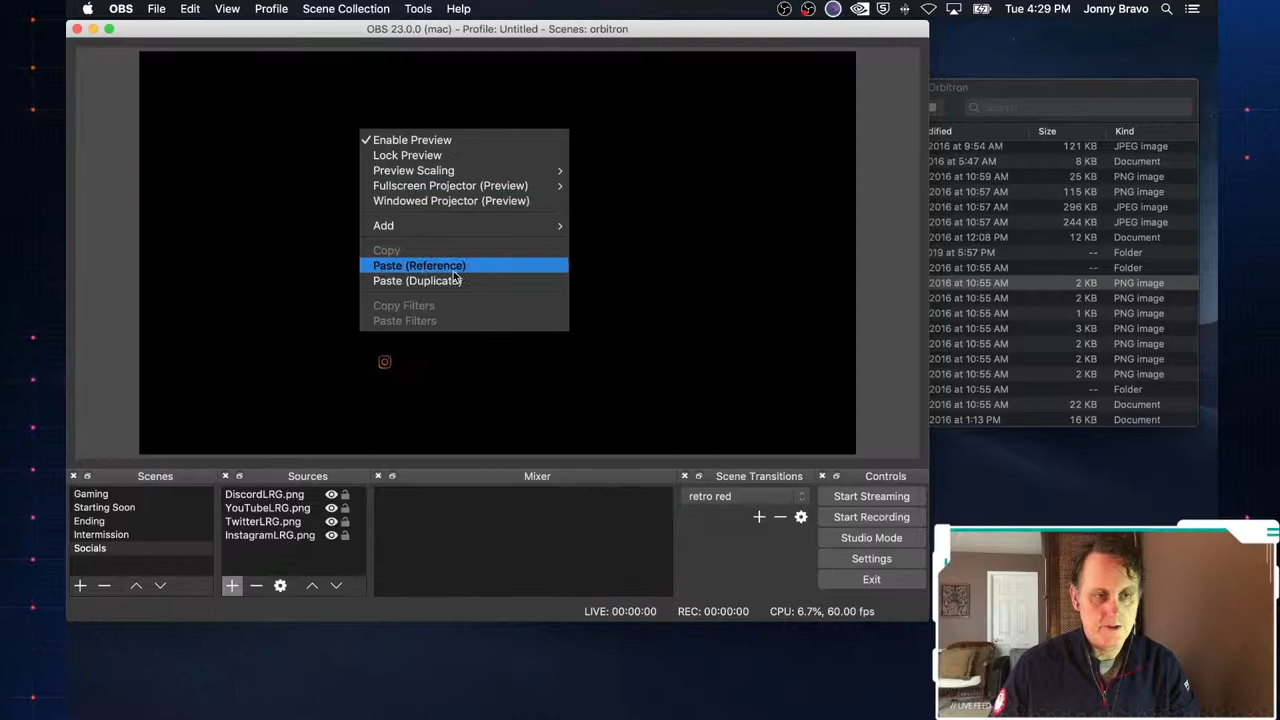 OBS File Edit View Profile Scene Collection Tools Help
Tue 4:29 PM Jonny Bravo
OBS 23.0.0 (mac) - Profile: Untitled - Scenes: orbitron
Enable Preview
Lock Preview
Preview Scaling
Fullscreen Projector (Preview)
Windowed Projector (Preview)
Add
Copy
Paste (Reference)
Paste (Duplicate)
Copy Filters
Paste Filters
Orbitron
Search
dified Size Kind
2016 at 9:54 AM 121 KB JPEG image
2016 at 5:47 AM 8 KB Document
2016 at 10:59 AM 25 KB PNG image
2016 at 10:57 AM 115 KB PNG image
2016 at 10:57 AM 296 KB JPEG image
2016 at 10:57 AM 244 KB JPEG image
2016 at 12:08 PM 12 KB Document
2019 at 5:57 PM -- Folder
2016 at 10:55 AM -- Folder
2016 at 10:55 AM 2 KB PNG image
2016 at 10:55 AM 2 KB PNG image
2016 at 10:55 AM 1 KB PNG image
2016 at 10:55 AM 3 KB PNG image
2016 at 10:55 AM 2 KB PNG image
2016 at 10:55 AM 2 KB PNG image
2016 at 10:55 AM 2 KB PNG image
2016 at 10:55 AM -- Folder
2016 at 10:55 AM 22 KB Document
2016 at 1:13 PM 16 KB Document
Scenes
Gaming
Starting Soon
Ending
Intermission
Socials
Sources
DiscordLRG.png
YouTubeLRG.png
TwitterLRG.png
InstagramLRG.png
Mixer
Scene Transitions
retro red
Controls
Start Streaming
Start Recording
Studio Mode
Settings
Exit
LIVE: 00:00:00 REC: 00:00:00 CPU: 6.7%, 60.00 fps
// LIVE FEED